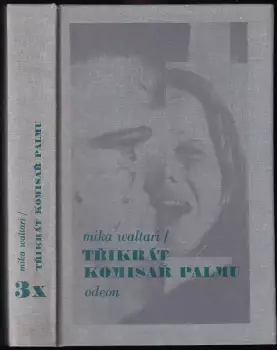 mika waltari /
TŘIKRÁT KOMISAŘ PALMU
3x
mika waltari /
TŘIKRÁT
KOMISAŘ PALMU
odeon